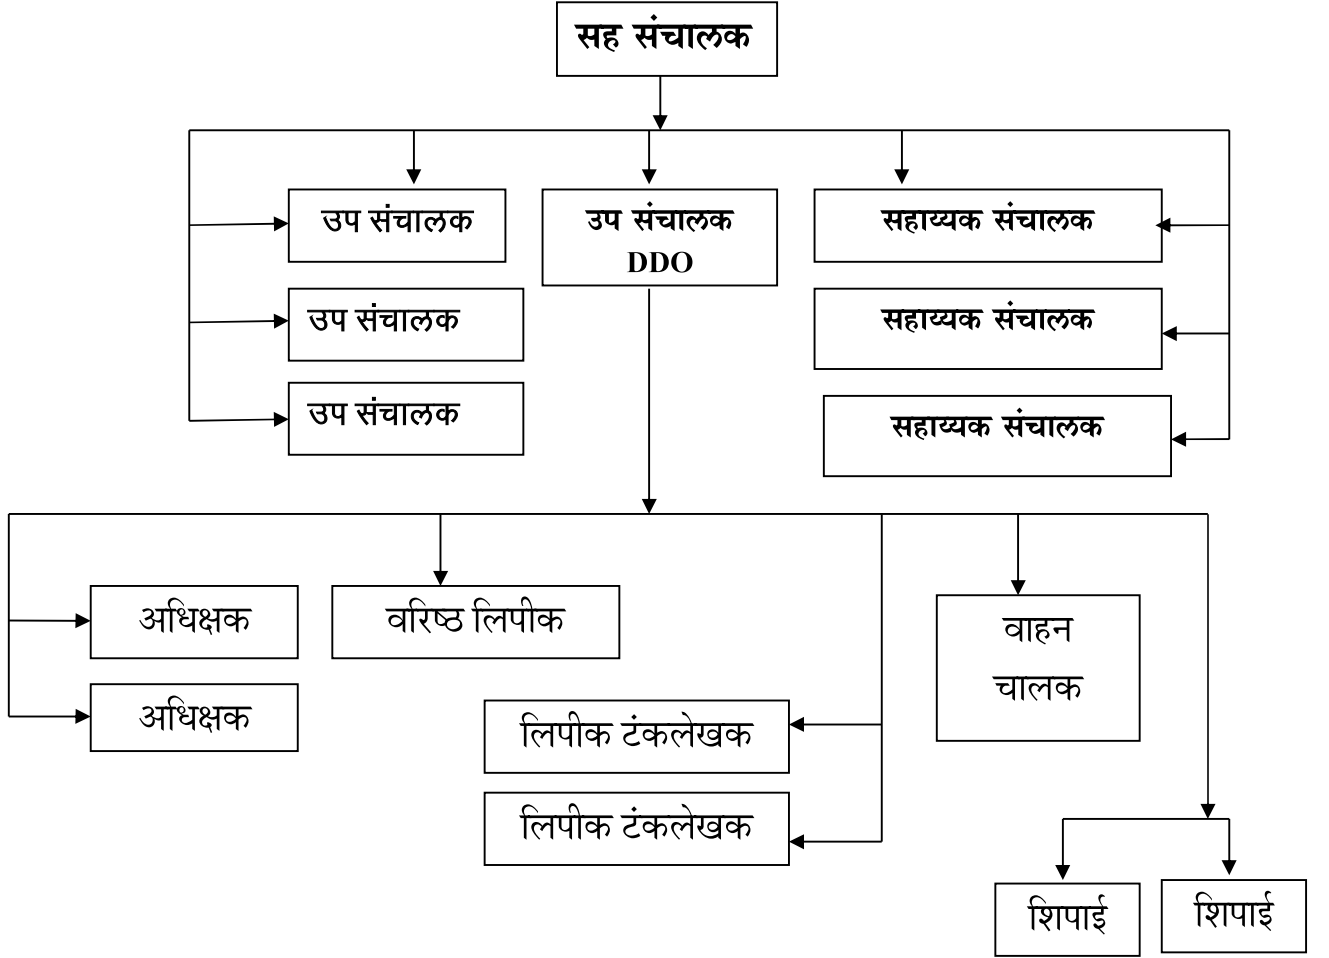 सह संचालक
उप संचालक
उप संचालक
DDO
सहाय्यक संचालक
उप संचालक
सहाय्यक संचालक
उप संचालक
सहाय्यक संचालक
अधिक्षक
वरिष्ठ लिपीक
वाहन
चालक
अधिक्षक
लिपीक टंकलेखक
लिपीक टंकलेखक
शिपाई
शिपाई